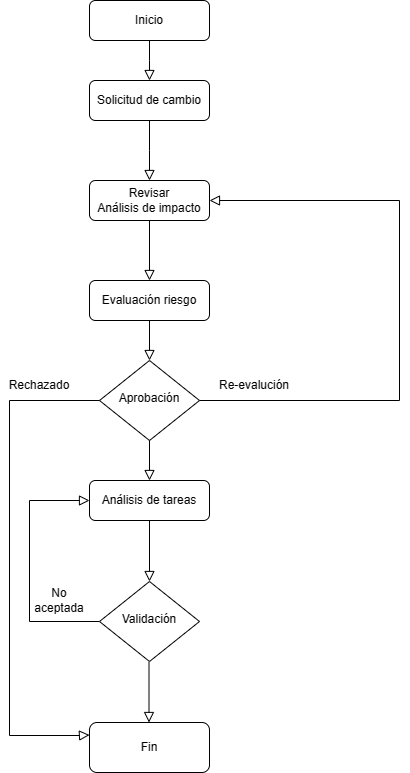 Inicio
Solicitud de cambio
Revisar
Análisis de impacto
Evaluación riesgo
Rechazado
Aprobación
Re-evalución
Análisis de tareas
No
aceptada
Validación
Fin